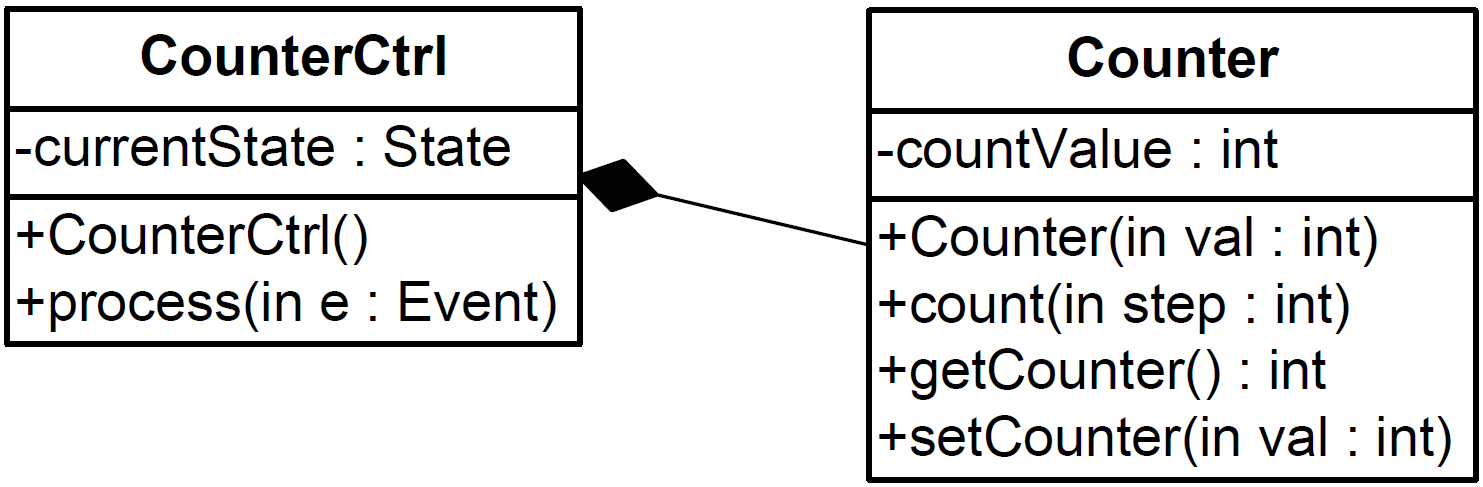 CounterCtrl
-currentState : State
+CounterCtrl()
+process(in e : Event)
Counter
-countValue : int
+Counter(in val : int)
+count(in step : int)
+getCounter() : int
+setCounter(in val : int)